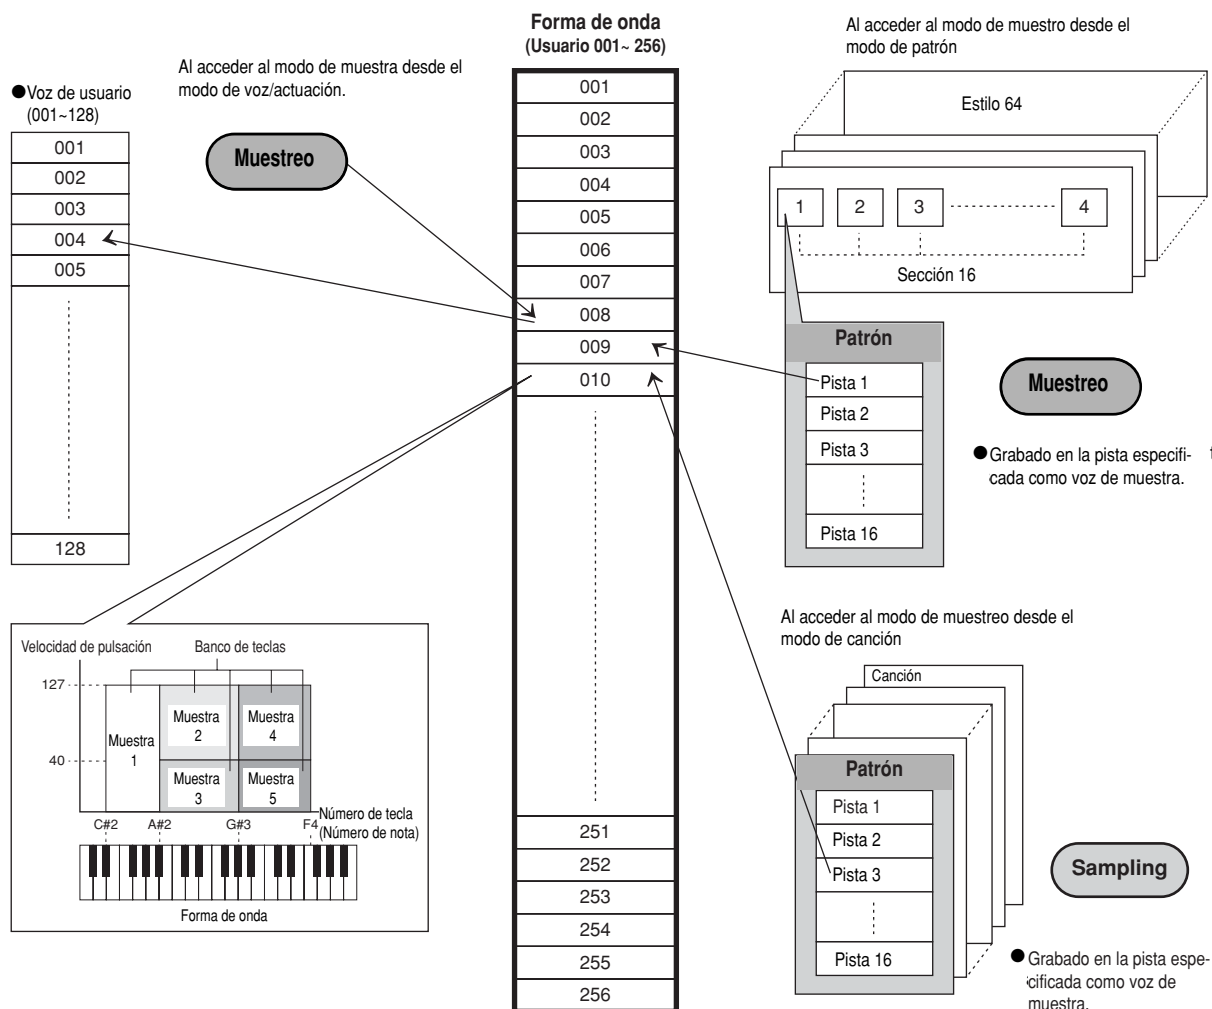 Forma de onda
(Usuario 001~ 256)
Al acceder al modo de muestra desde el
modo de voz/actuación.
●Voz de usuario
(001~128)
001
002
003
004
005
128
Muestreo
001
002
003
004
005
006
007
008
009
010
251
252
253
254
255
256
Al acceder al modo de muestro desde el
modo de patrón
Estilo 64
1
2
3
4
Sección 16
Patrón
Pista 1
Pista 2
Pista 3
Pista 16
Muestreo
●Grabado en la pista especifi-
cada como voz de muestra.
t
Al acceder al modo de muestreo desde el
modo de canción
Canción
Patrón
Pista 1
Pista 2
Pista 3
Pista 16
Sampling
● Grabado en la pista espe-
cificada como voz de
muestra.
Velocidad de pulsación
Banco de teclas
127
40
Muestra
1
Muestra
2
Muestra
3
Muestra
4
Muestra
5
C#2
A#2
G#3
F4
Número de tecla
(Número de nota)
Forma de onda